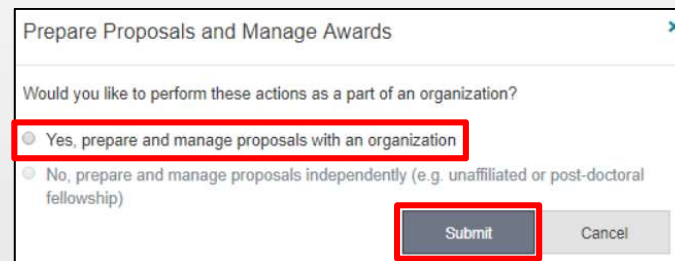 Prepare Proposals and Manage Awards
Would you like to perform these actions as a part of an organization?
Yes, prepare and manage proposals with an organization
No, prepare and manage proposals independently (e.g. unaffiliated or post-doctoral
fellowship)
Submit Cancel